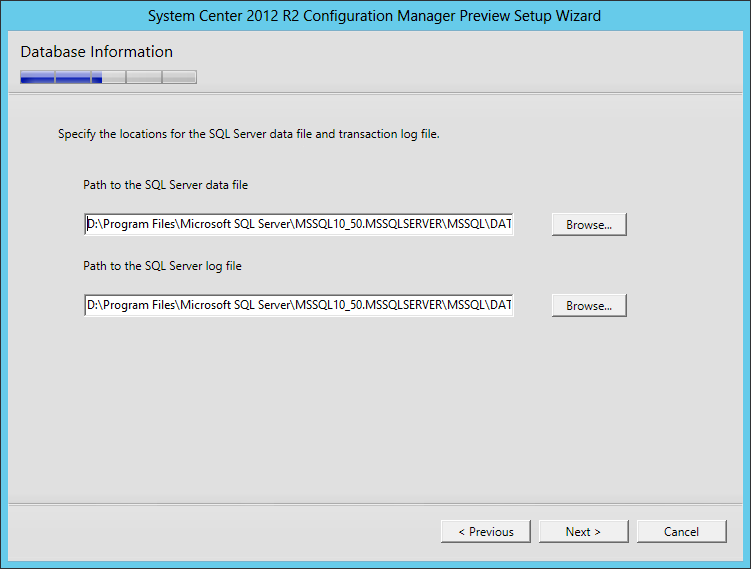 System Center 2012 R2 Configuration Manager Preview Setup Wizard
Database Information
Specify the locations for the SQL Server data file and transaction log file.
Path to the SQL Server data file
D:\Program Files\Microsoft SQL Server\MSSQL10_50.MSSQLSERVER\MSSQL\DAT
Browse...
Path to the SQL Server log file
D:\Program Files\Microsoft SQL Server\MSSQL10_50.MSSQLSERVER\MSSQL\DAT
Browse...
< Previous
Next >
Cancel